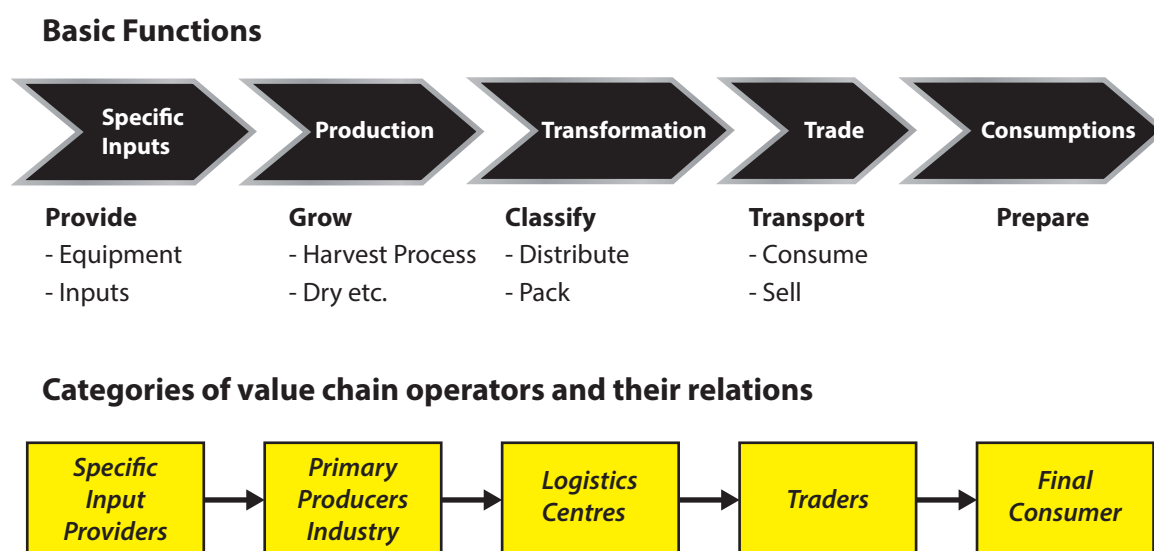 Basic Functions
Specific
Inputs
Production
Transformation
Trade
Consumptions
Provide
- Equipment
- Inputs
Grow
- Harvest Process
- Dry etc.
Classify
- Distribute
- Pack
Transport
- Consume
- Sell
Prepare
Categories of value chain operators and their relations
Specific
Input
Providers
Primary
Producers
Industry
Logistics
Centres
Traders
Final
Consumer